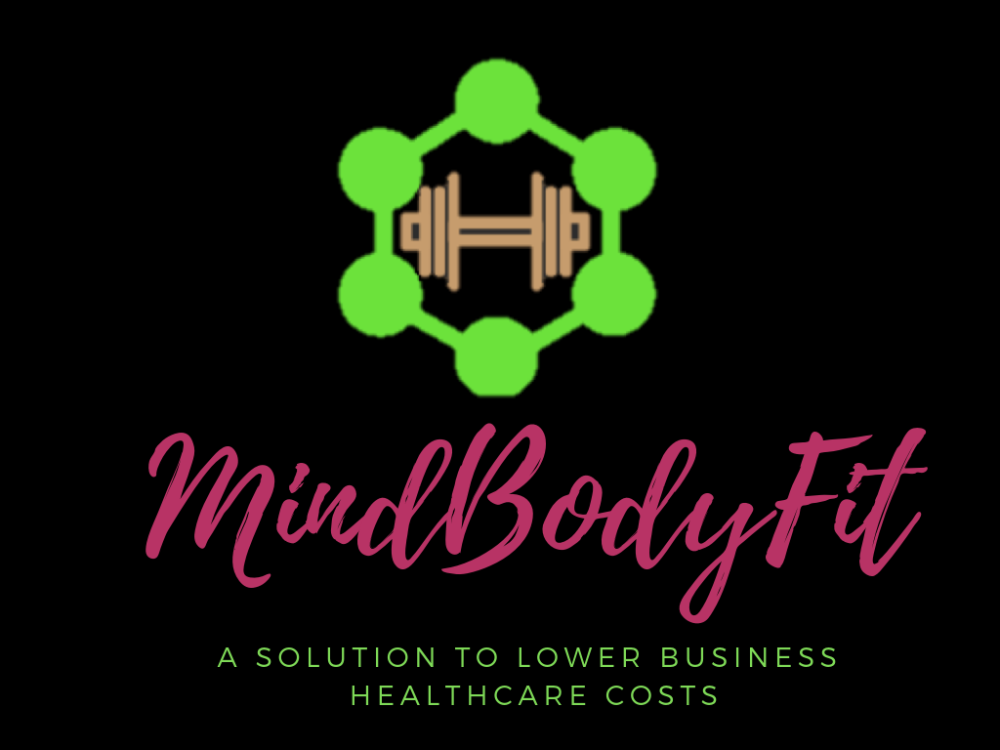 MindBodyFit
A SOLUTION TO LOWER BUSINESS
HEALTHCARE COSTS